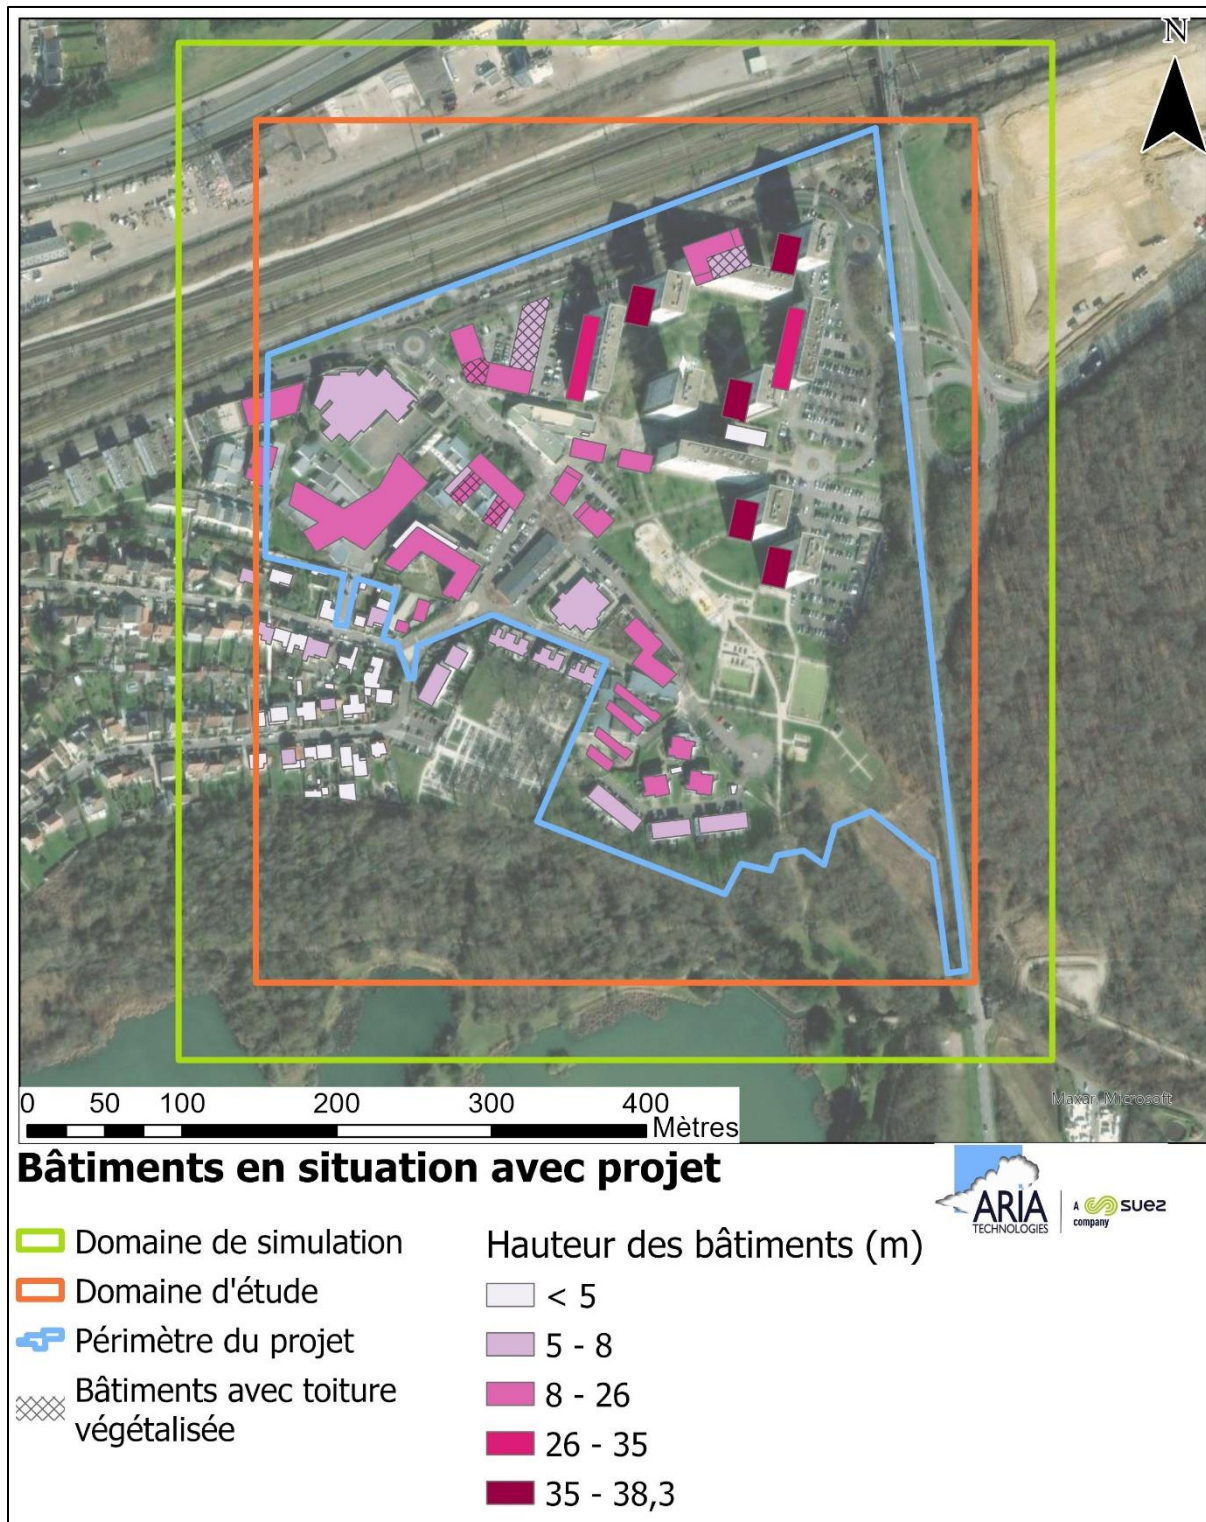 N
Maxar, Microsoft
0 50 100 200 300 400
Mètres
Bâtiments en situation avec projet
ARIA
TECHNOLOGIES
A suez
company
Domaine de simulation
Domaine d'étude
Périmètre du projet
Bâtiments avec toiture
végétalisée
Hauteur des bâtiments (m)
< 5
5 - 8
8 - 26
26 - 35
35 - 38,3